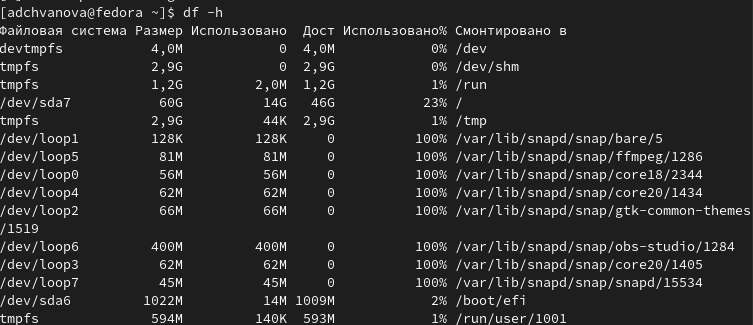 [adchvanova@fedora ~]$ df -h
Файловая система Размер Использовано  Дост Использовано% Смонтировано в
devtmpfs           4,0M            0  4,0M            0% /dev
tmpfs              2,9G            0  2,9G            0% /dev/shm
tmpfs              1,2G         2,0M  1,2G            1% /run
/dev/sda7           60G          14G   46G           23% /
tmpfs              2,9G          44K  2,9G            1% /tmp
/dev/loop1         128K         128K     0          100% /var/lib/snapd/snap/bare/5
/dev/loop5          81M          81M     0          100% /var/lib/snapd/snap/ffmpeg/1286
/dev/loop0          56M          56M     0          100% /var/lib/snapd/snap/core18/2344
/dev/loop4          62M          62M     0          100% /var/lib/snapd/snap/core20/1434
/dev/loop2          66M          66M     0          100% /var/lib/snapd/snap/gtk-common-themes
/1519
/dev/loop6         400M         400M     0          100% /var/lib/snapd/snap/obs-studio/1284
/dev/loop3          62M          62M     0          100% /var/lib/snapd/snap/core20/1405
/dev/loop7          45M          45M     0          100% /var/lib/snapd/snap/snapd/15534
/dev/sda6         1022M          14M 1009M            2% /boot/efi
tmpfs              594M         140K  593M            1% /run/user/1001